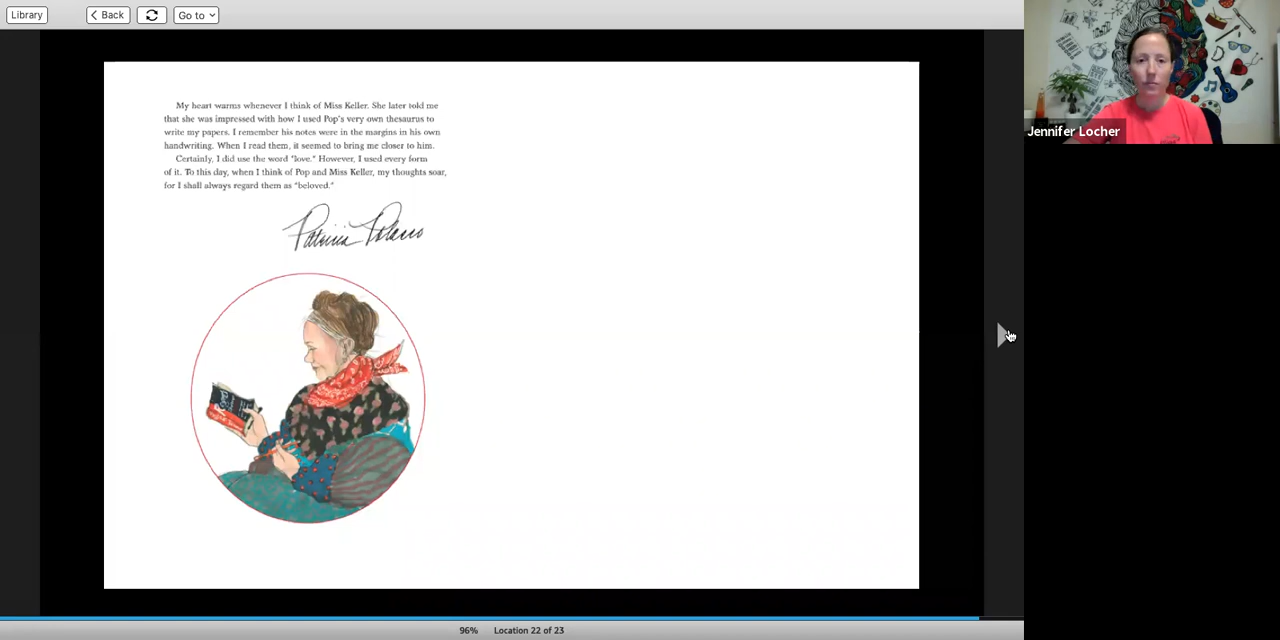 Library
Back
Go to
My heart warms whenever I think of Miss Keller. She later told me
that she was impressed with how I used Pop's very own thesaurus to
write my papers. I remember his notes were in the margins in his own
handwriting. When I read them, it seemed to bring me closer to him.
Certainly, I did use the word "love." However, I used every form
of it. To this day, when I think of Pop and Miss Keller, my thoughts soar,
for I shall always regard them as "beloved."
Patricia Polacco
Jennifer Locher
96% Location 22 of 23